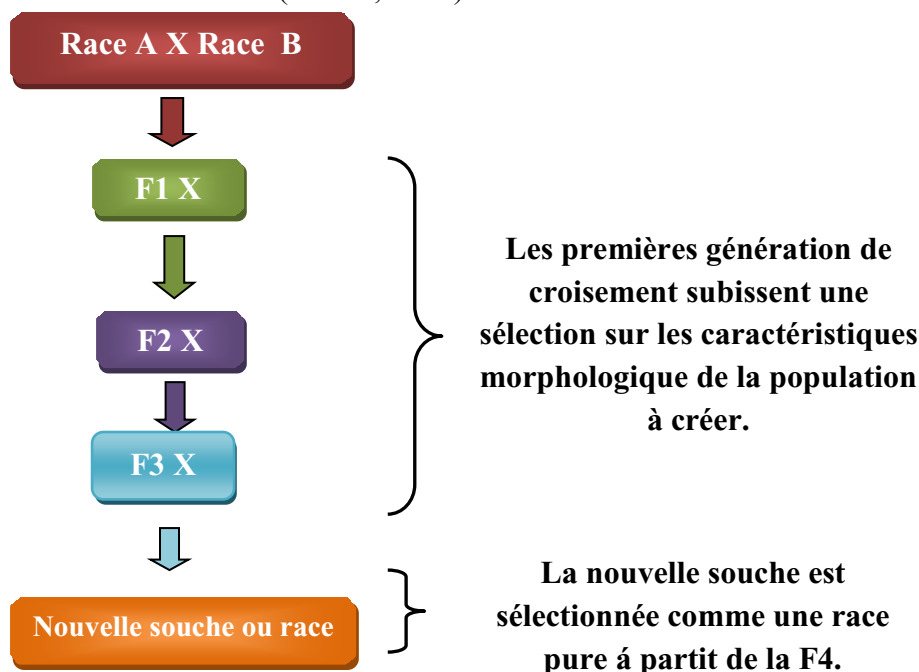 Race A X Race B
F1 X
F2 X
F3 X
Nouvelle souche ou race
Les premières génération de
croisement subissent une
sélection sur les caractéristiques
morphologique de la population
à créer.
La nouvelle souche est
sélectionnée comme une race
pure á partit de la F4.